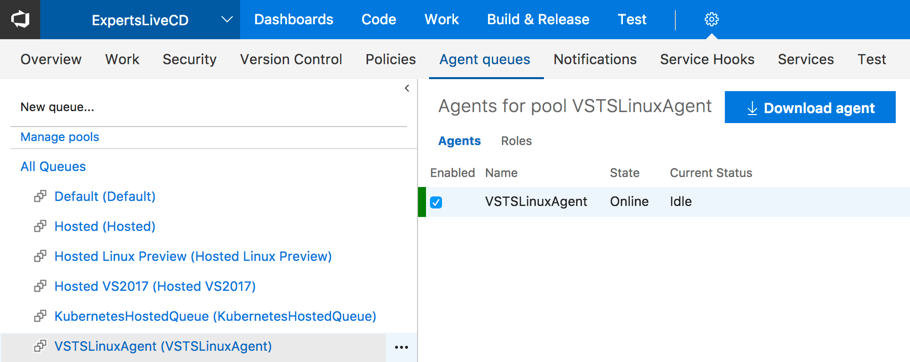 ExpertsLiveCD Dashboards Code Work Build & Release Test
Overview Work Security Version Control Policies Agent queues Notifications Service Hooks Services Test
New queue...
Manage pools
All Queues
Default (Default)
Hosted (Hosted)
Hosted Linux Preview (Hosted Linux Preview)
Hosted VS2017 (Hosted VS2017)
KubernetesHostedQueue (KubernetesHostedQueue)
VSTSLinuxAgent (VSTSLinuxAgent)
Agents for pool VSTSLinuxAgent
Download agent
Agents Roles
Enabled Name State Current Status
VSTSLinuxAgent Online Idle